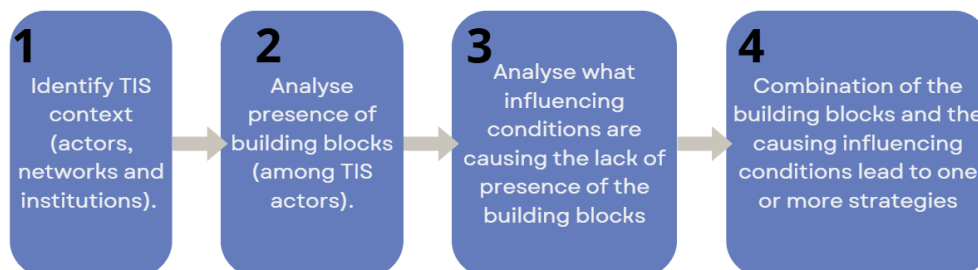 1
Identify TIS
context
(actors,
networks and
institutions).
2
Analyse
presence of
building blocks
(among TIS
actors).
3
Analyse what
influencing
conditions are
causing the lack of
presence of the
building blocks
4
Combination of the
building blocks and the
causing influencing
conditions lead to one
or more strategies